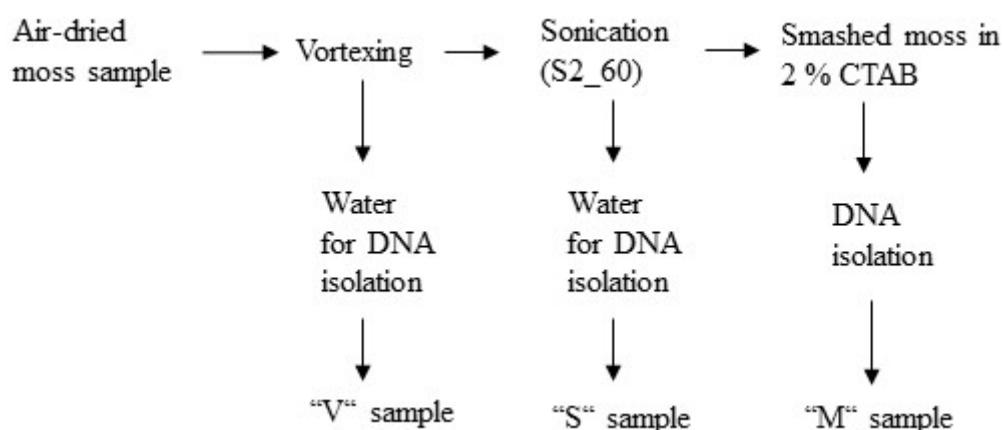 Air-dried
moss sample
Vortexing
Sonication
(S2_60)
Smashed moss in
2 % CTAB
Water
for DNA
isolation
Water
for DNA
isolation
DNA
isolation
“V“ sample
“S“ sample
“M“ sample